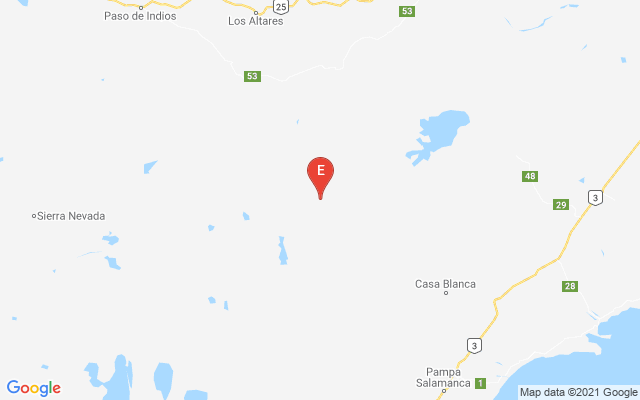 Paso de Indios
25
Los Altares
53
53
E
48
3
29
Sierra Nevada
Casa Blanca
28
3
Pampa
Salamanca
1
Google
Map data ©2021 Google